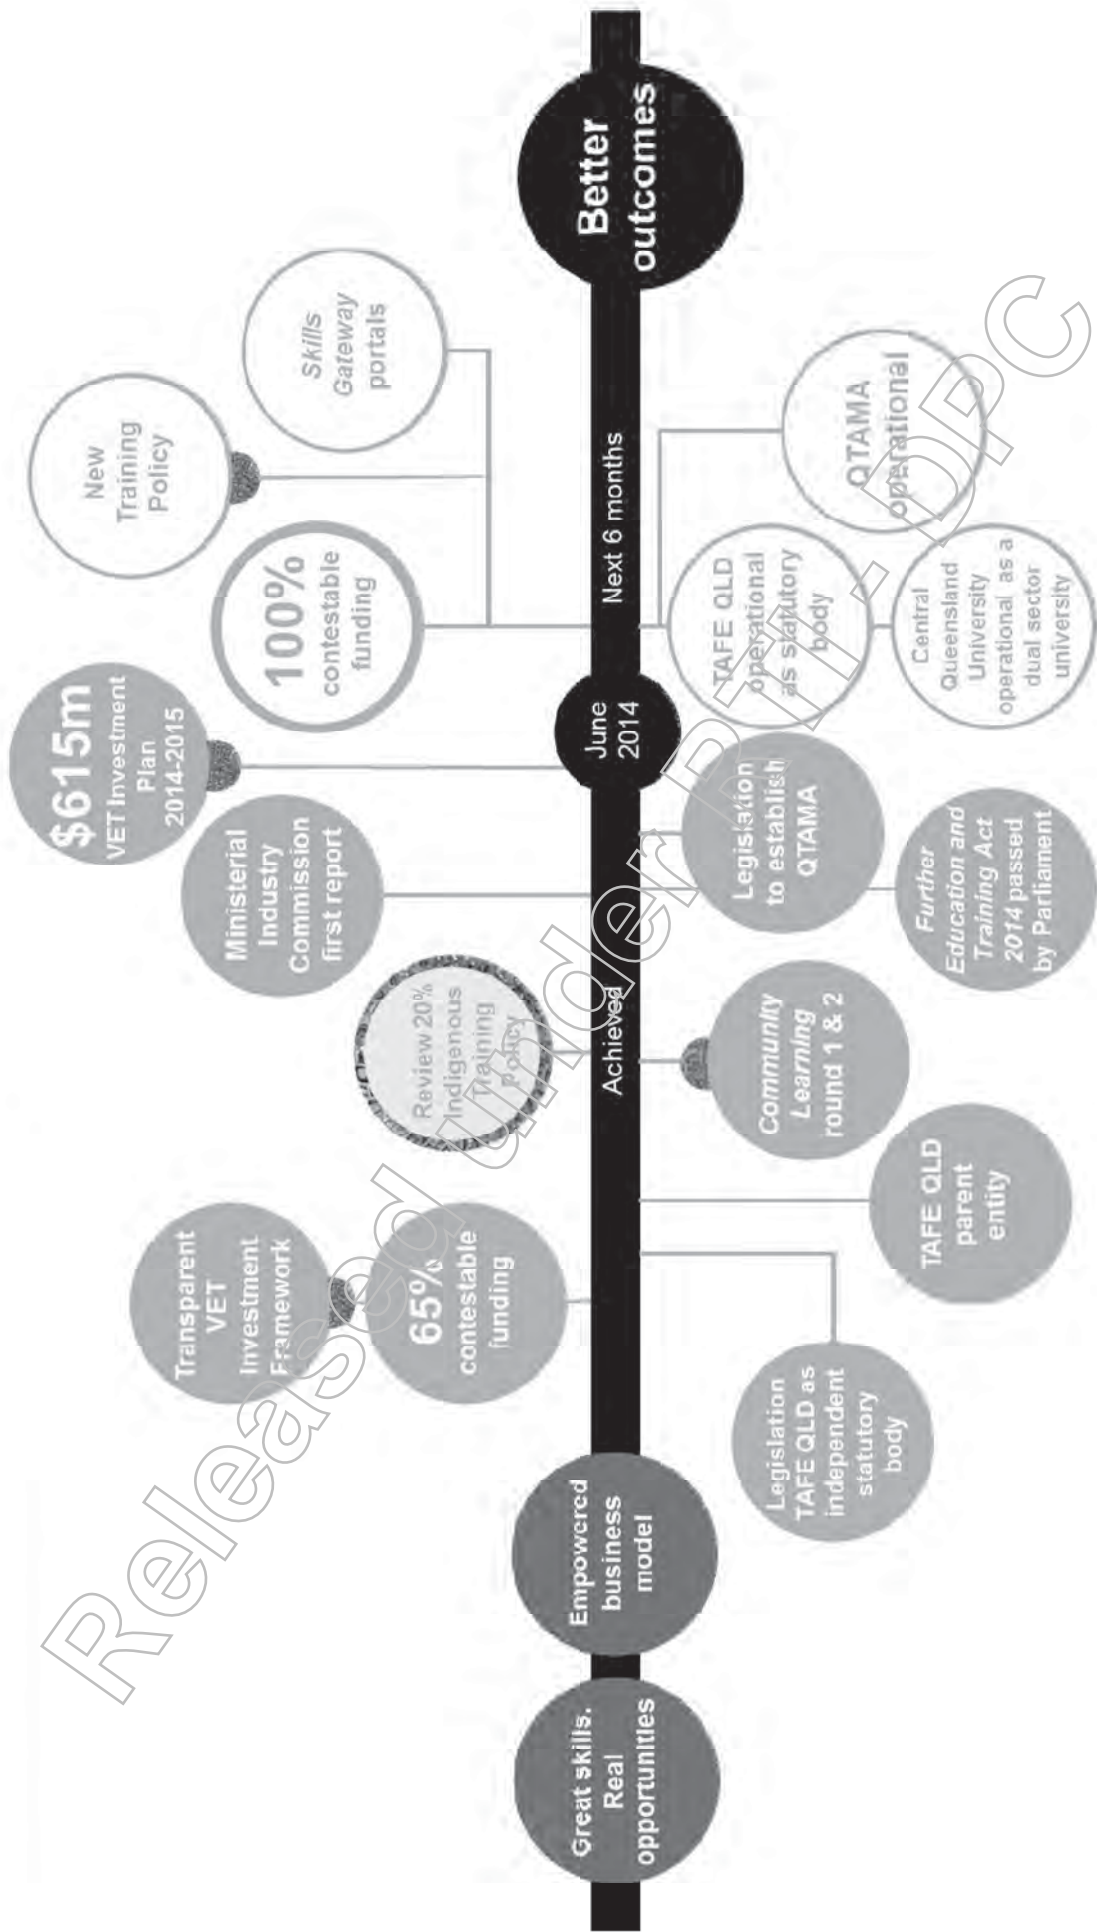 Great skills.
Real
opportunities
Empowered
business
model
Transparent
VET
Investment
Framework
65%
contestable
funding
Legislation
TAFE QLD as
independent
statutory
body
TAFE QLD
parent
entity
Review 20%
Indigenous
Training
Policy
Achieved
Community
Learning
round 1 & 2
Ministerial
Industry
Commission
first report
$615m
VET Investment
Plan
2014-2015
Legislation
to establish
QTAMA
Further
Education and
Training Act
2014 passed
by Parliament
June
2014
Next 6 months
100%
contestable
funding
New
Training
Policy
Skills
Gateway
portals
TAFE QLD
operational
as statutory
body
Central
Queensland
University
operational as a
dual sector
university
QTAMA
operational
Better
outcomes
Released under RTI - DPC